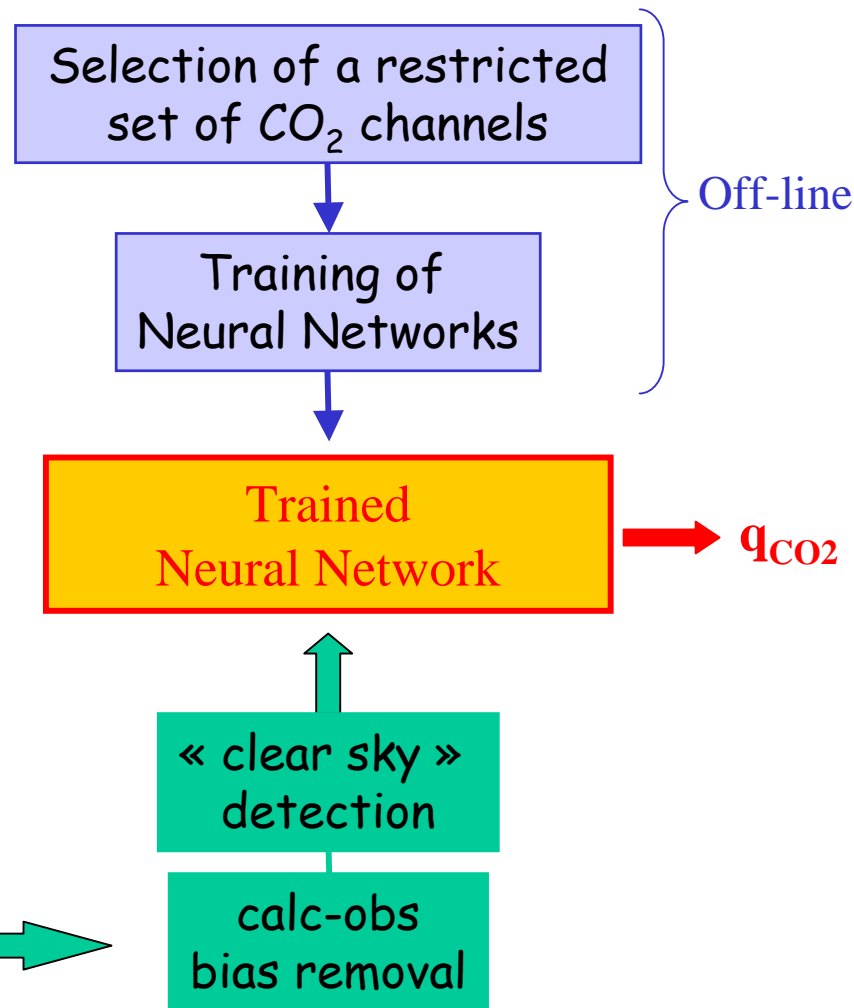 Selection of a restricted
set of CO₂ channels
Off-line
Training of
Neural Networks
Trained
Neural Network
q_CO2
« clear sky »
detection
calc-obs
bias removal